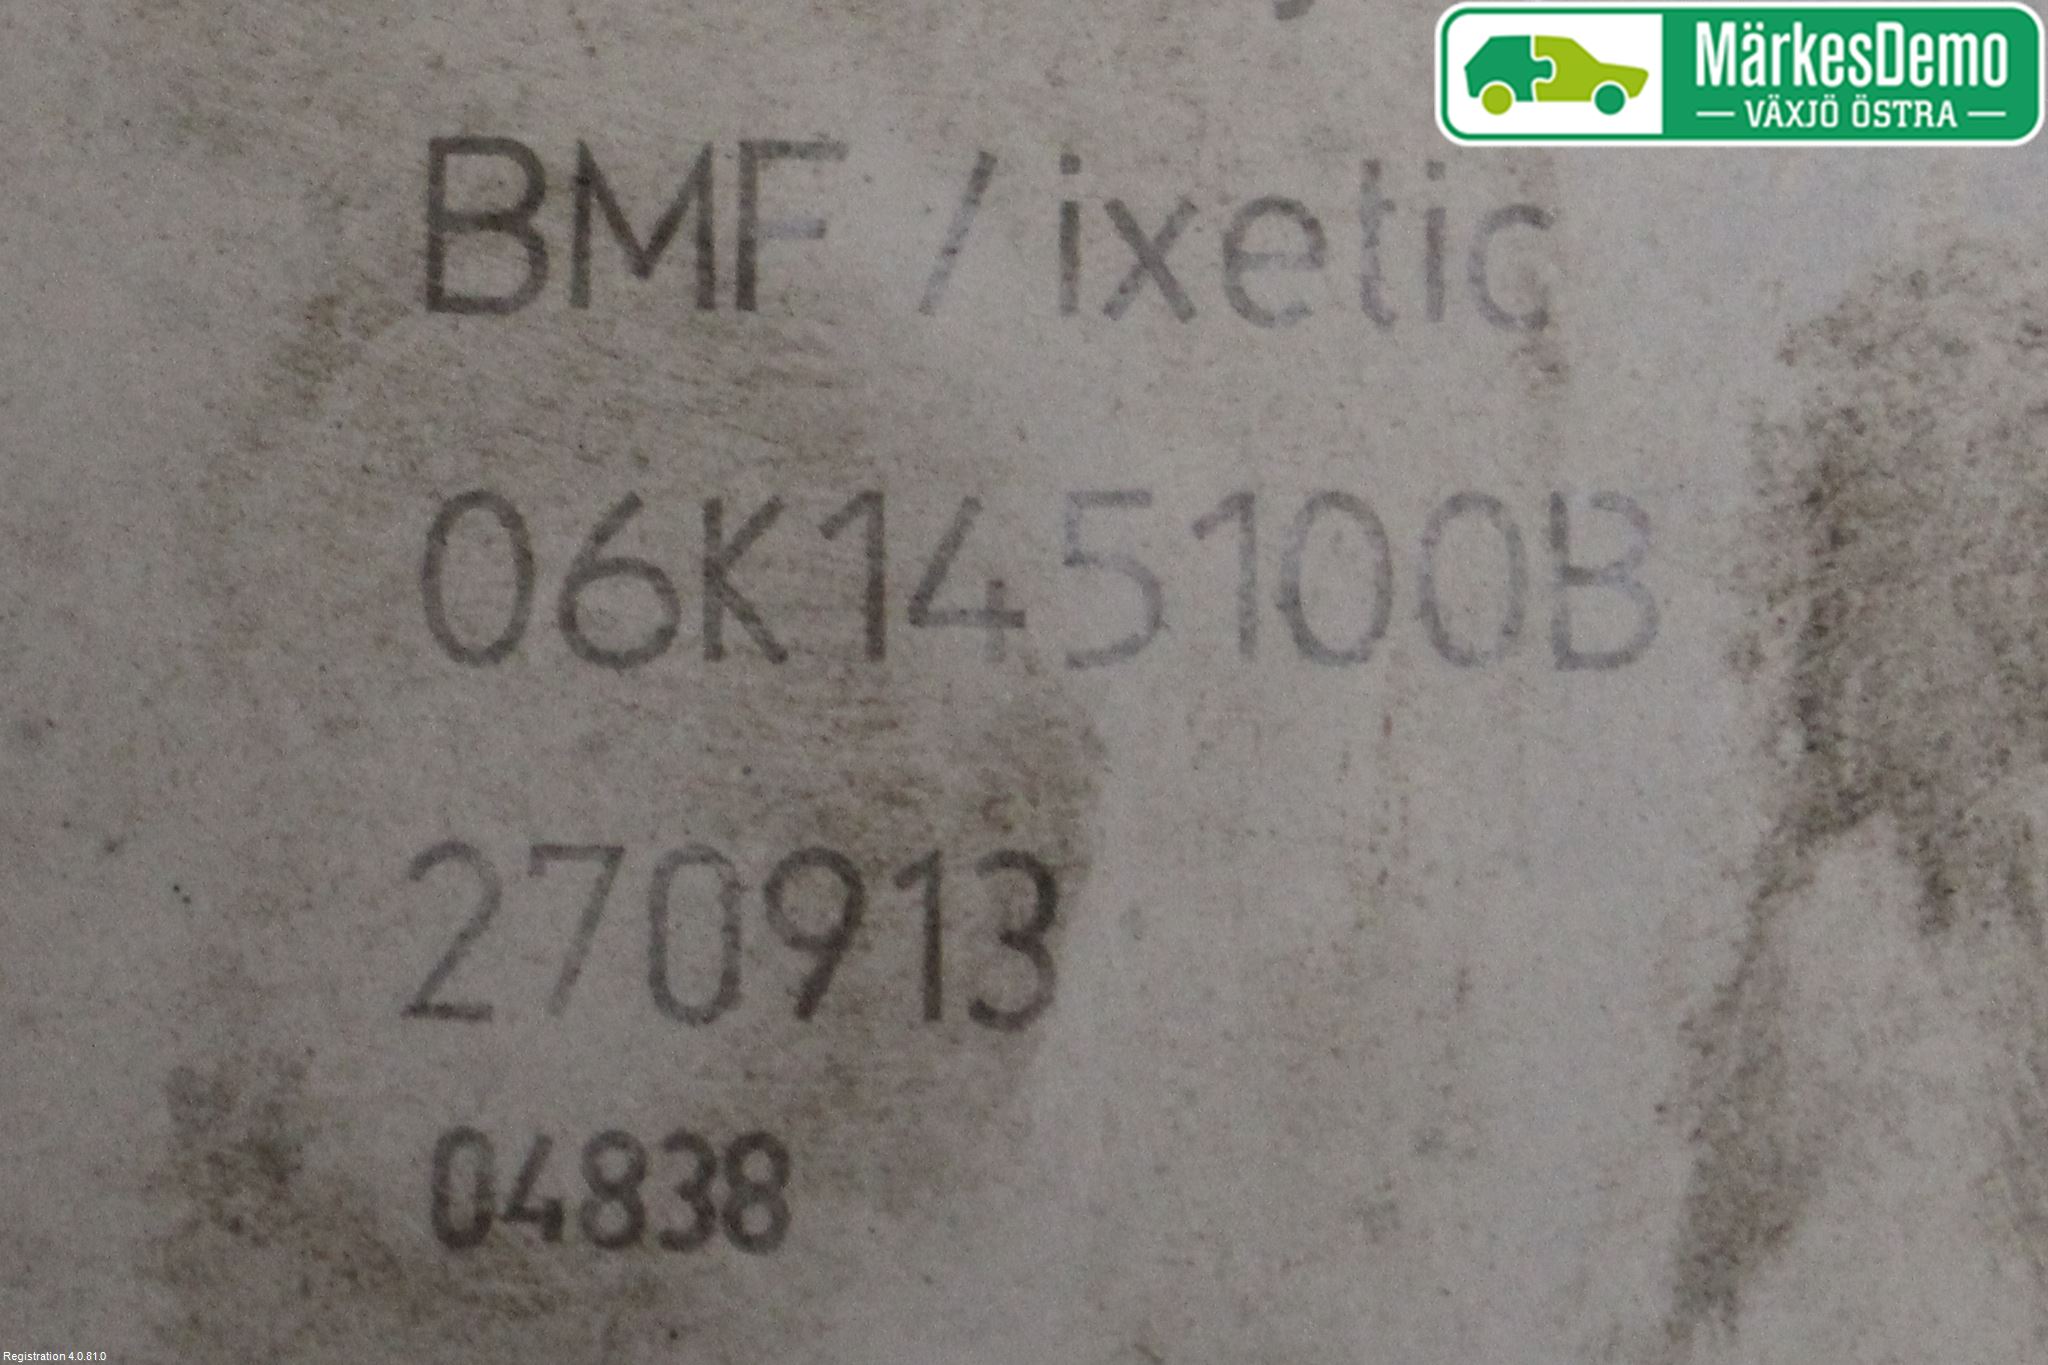 MärkesDemo
VÄXJÖ ÖSTRA
BMF / ixetic
06K145100B
270913
04838
Registration 4.0.81.0